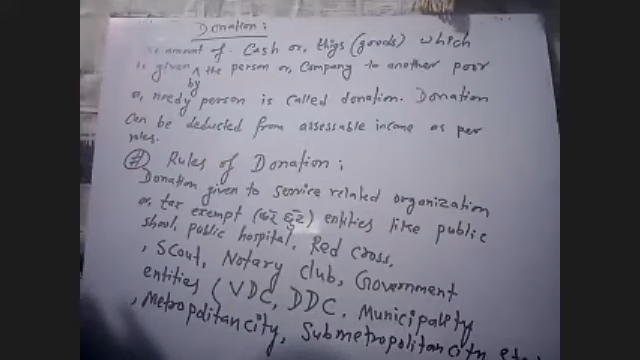 Donation:
amount of cash or, thigs (goods) which
is given ^ the person or, Company to another poor
by
or, needy person is called donation. Donation
Can be deducted from assessable income as per
rules.
# Rules of Donation:
Donation given to service related organization
or, tax exempt (कर छुट) entities like public
shool, public hospital, Red cross,
, Scout, Notary club, Government
entities (VDC, DDC, Municipality
, Metropolitancity, Submetropolitancity,